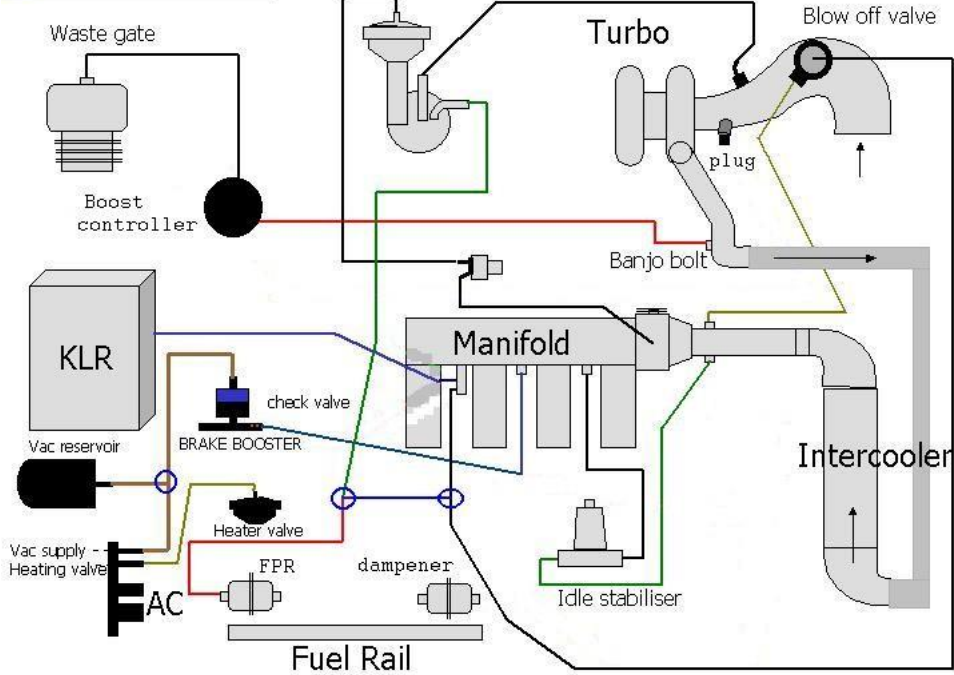 Waste gate
Turbo
Blow off valve
plug
Boost
controller
Banjo bolt
KLR
Manifold
check valve
BRAKE BOOSTER
Vac reservoir
Intercooler
Heater valve
Vac supply --
Heating valve
FPR
dampener
AC
Idle stabiliser
Fuel Rail